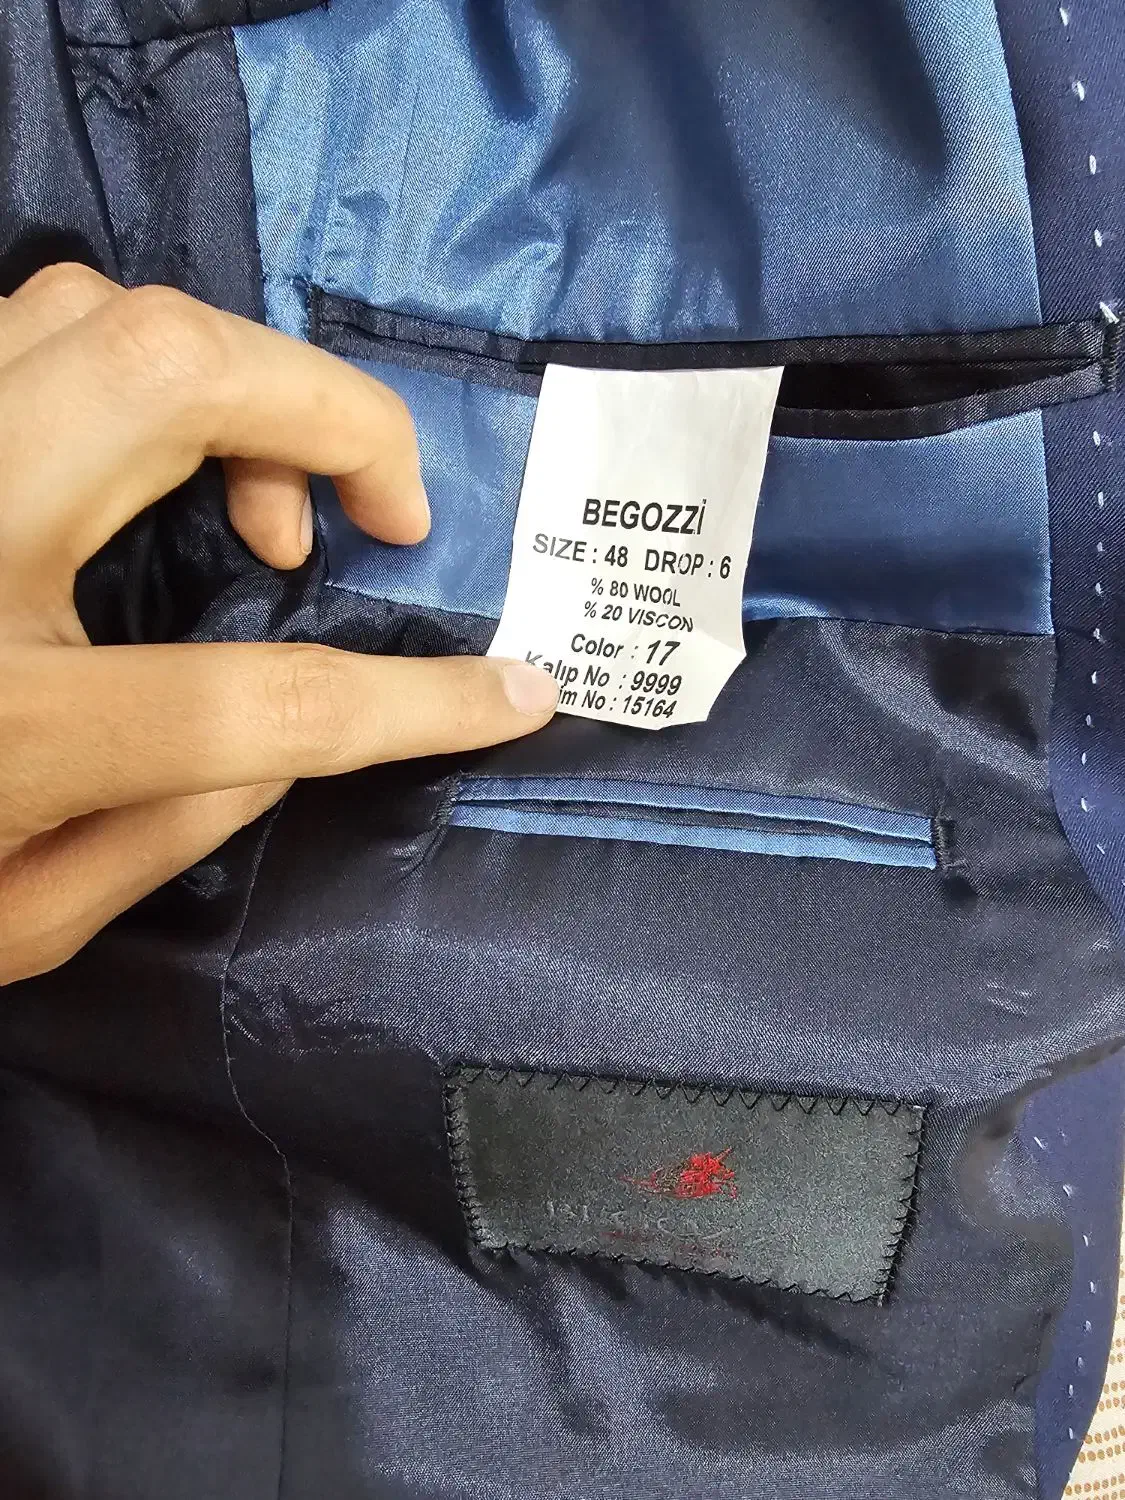 BEGOZZİ
SIZE : 48 DROP : 6
% 80 WOOL
% 20 VISCON
Color : 17
Kalıp No : 9999
No : 15164